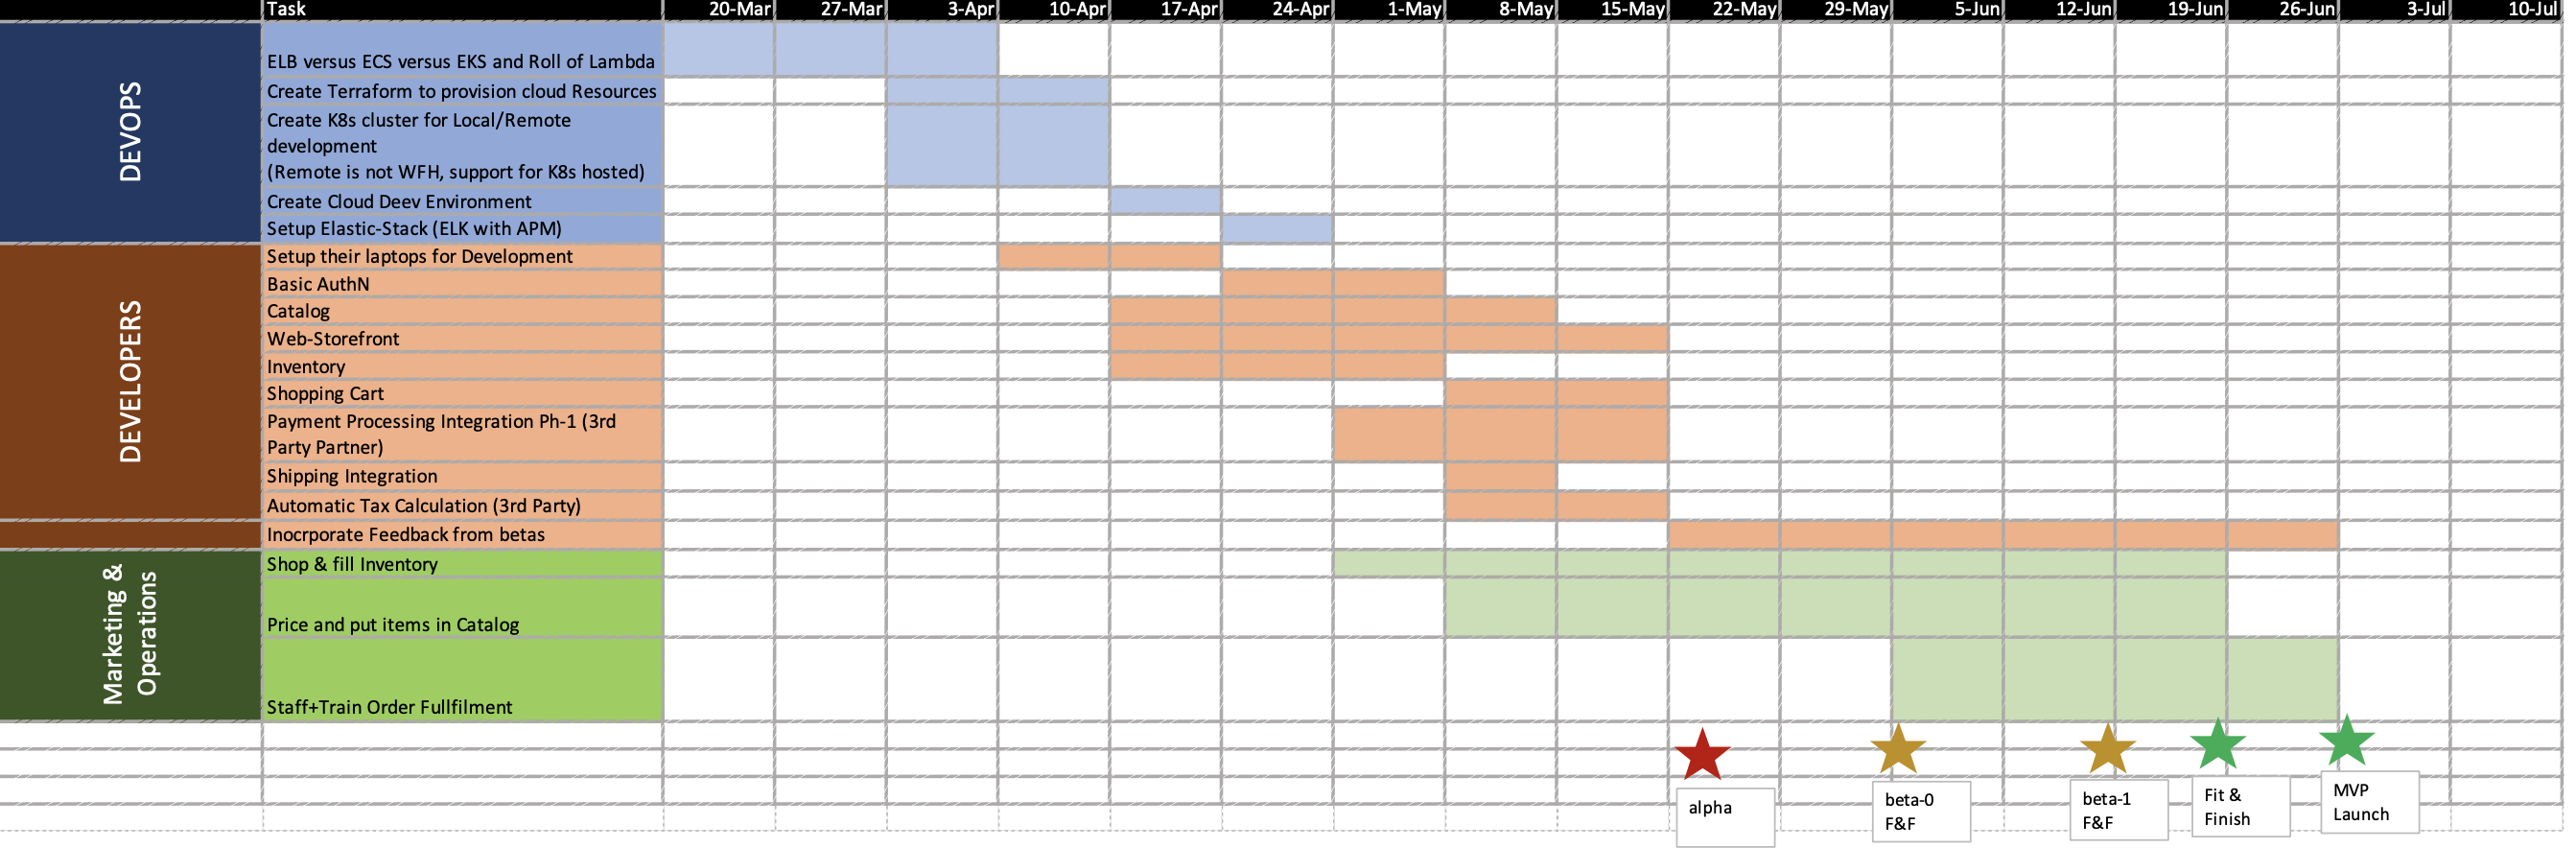 Task 20-Mar 27-Mar 3-Apr 10-Apr 17-Apr 24-Apr 1-May 8-May 15-May 22-May 29-May 5-Jun 12-Jun 19-Jun 26-Jun 3-Jul 10-Jul
DEVOPS
ELB versus ECS versus EKS and Roll of Lambda
Create Terraform to provision cloud Resources
Create K8s cluster for Local/Remote
development
(Remote is not WFH, support for K8s hosted)
Create Cloud Deev Environment
Setup Elastic-Stack (ELK with APM)
DEVELOPERS
Setup their laptops for Development
Basic AuthN
Catalog
Web-Storefront
Inventory
Shopping Cart
Payment Processing Integration Ph-1 (3rd
Party Partner)
Shipping Integration
Automatic Tax Calculation (3rd Party)
Inocrporate Feedback from betas
Marketing &
Operations
Shop & fill Inventory
Price and put items in Catalog
Staff+Train Order Fullfilment
alpha
beta-0
F&F
beta-1
F&F
Fit &
Finish
MVP
Launch